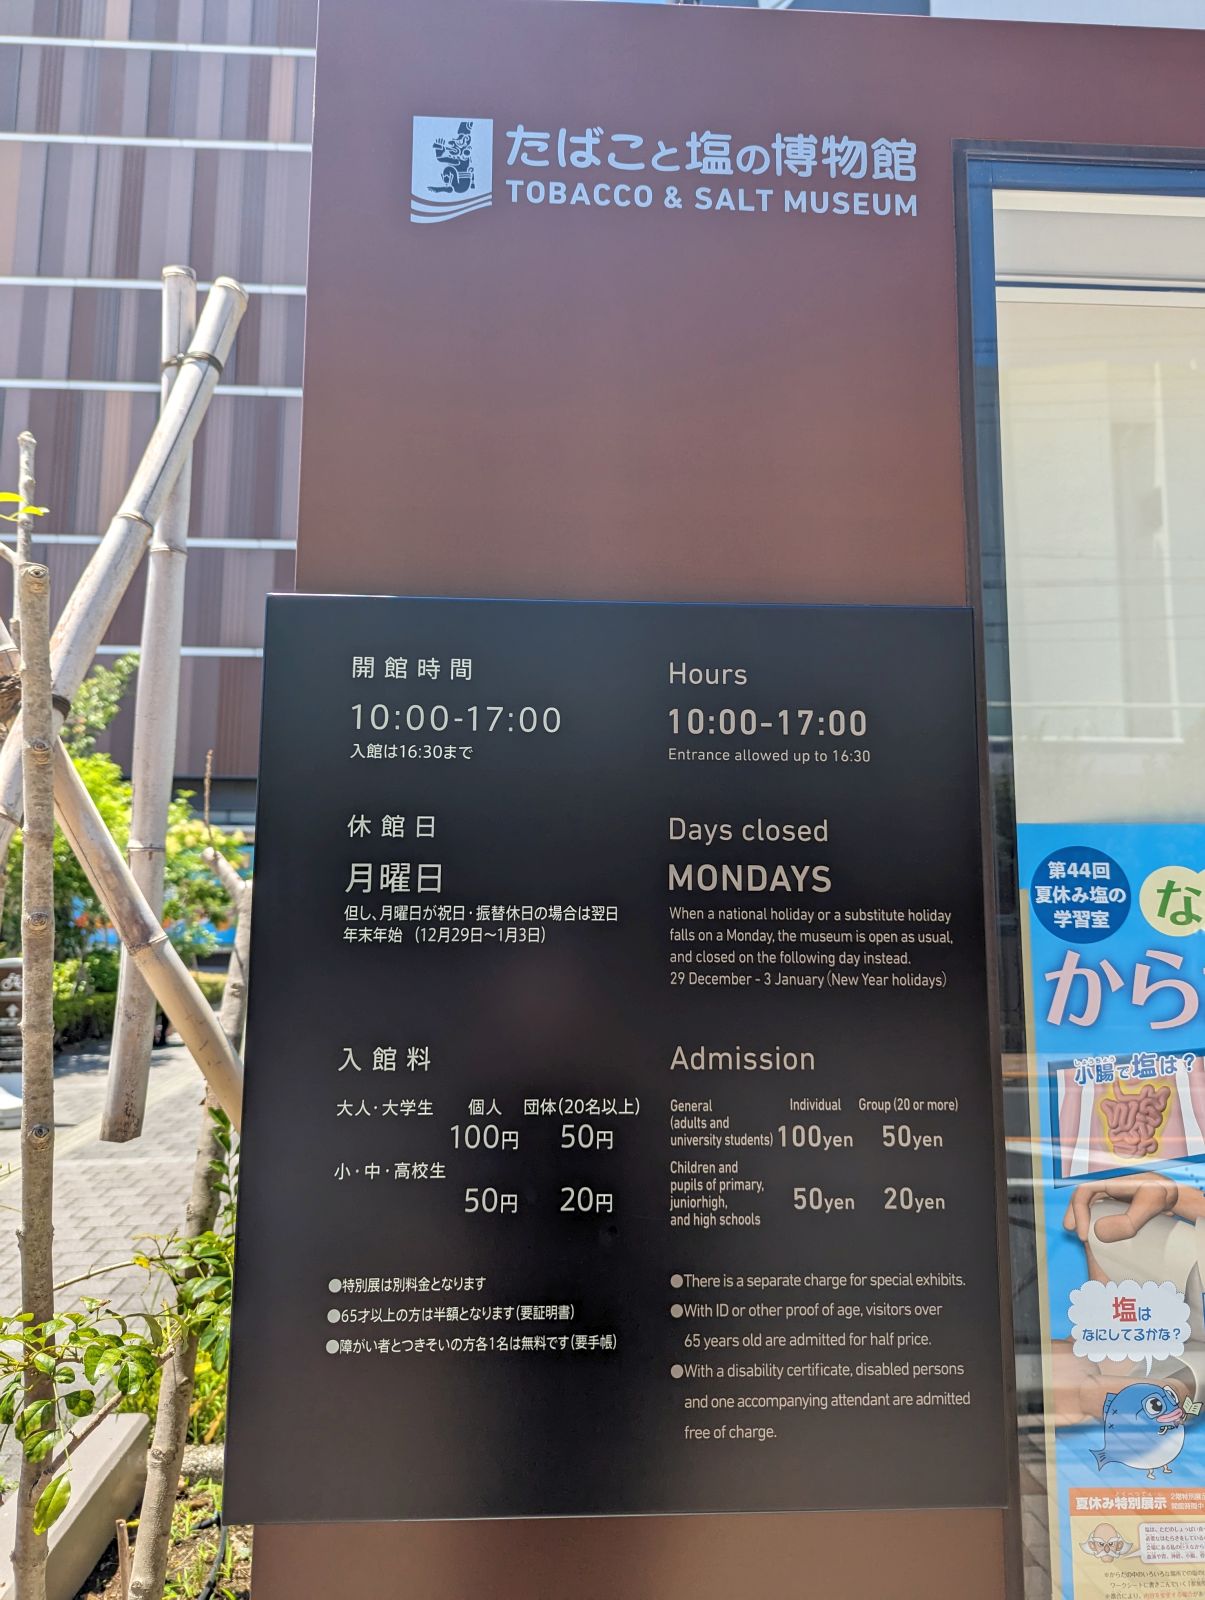 たばこと塩の博物館
TOBACCO & SALT MUSEUM
開館時間
10:00-17:00
入館は16:30まで
休館日
月曜日
但し、月曜日が祝日・振替休日の場合は翌日
年末年始 (12月29日〜1月3日)
入館料
大人・大学生 個人 団体(20名以上)
100円 50円
小・中・高校生
50円 20円
●特別展は別料金となります
●65才以上の方は半額となります(要証明書)
●障がい者とつきそいの方各1名は無料です(要手帳)
Hours
10:00-17:00
Entrance allowed up to 16:30
Days closed
MONDAYS
When a national holiday or a substitute holiday
falls on a Monday, the museum is open as usual,
and closed on the following day instead.
29 December - 3 January (New Year holidays)
Admission
Individual Group (20 or more)
General
(adults and
university students) 100yen 50yen
Children and
pupils of primary,
juniorhigh,
and high schools
50yen 20yen
●There is a separate charge for special exhibits.
●With ID or other proof of age, visitors over
65 years old are admitted for half price.
●With a disability certificate, disabled persons
and one accompanying attendant are admitted
free of charge.
第44回
夏休み塩の
学習室
な
から
しょうちょう
小腸で塩は?
塩は
なにしてるかな?
夏休み特別展示